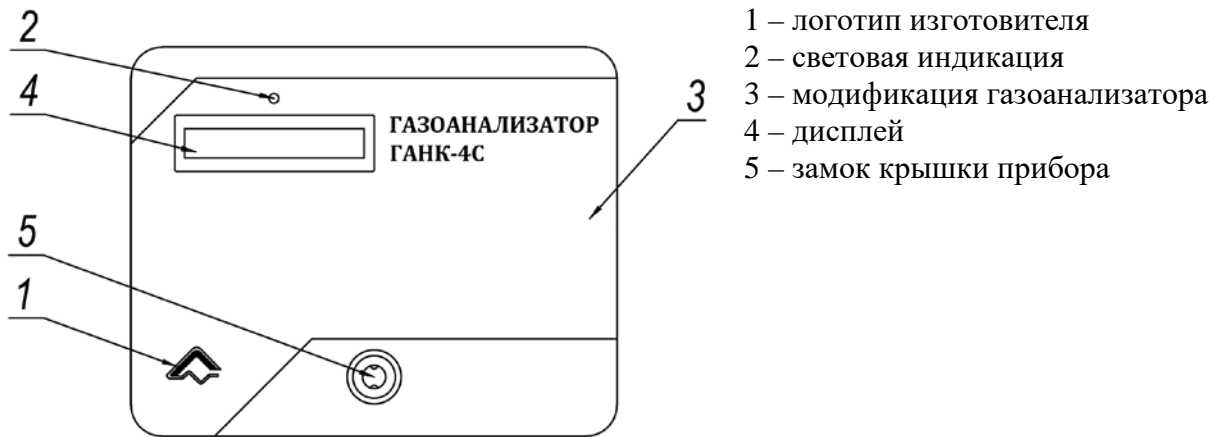 2
4
5
1
3
ГАЗОАНАЛИЗАТОР
ГАНК-4С
1 – логотип изготовителя
2 – световая индикация
3 – модификация газоанализатора
4 – дисплей
5 – замок крышки прибора